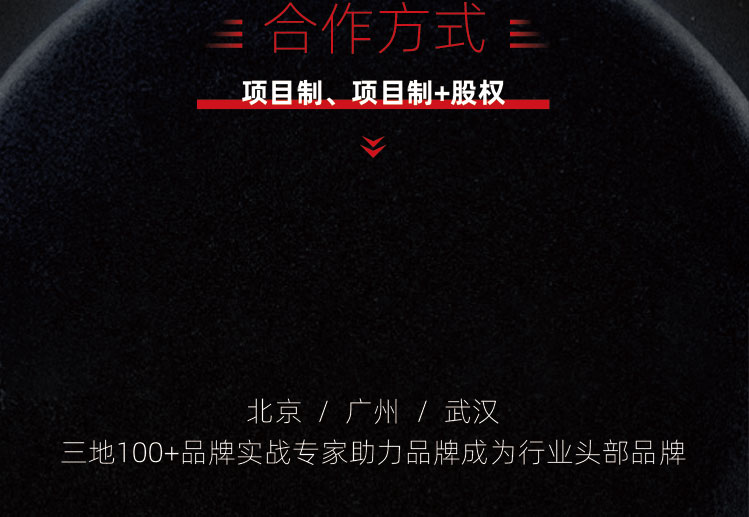 合作方式
项目制、项目制+股权
北京 / 广州 / 武汉
三地100+品牌实战专家助力品牌成为行业头部品牌